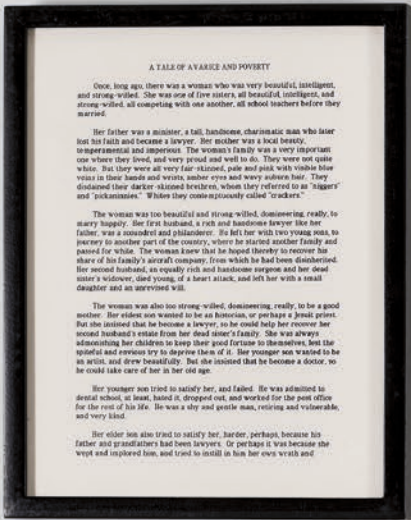 A TALE OF AVARICE AND POVERTY
Once, long ago, there was a woman who was very beautiful, intelligent,
and strong-willed. She was one of five sisters, all beautiful, intelligent, and
strong-willed, all competing with one another, all school teachers before they
married.
Her father was a minister, a tall, handsome, charismatic man who later
lost his faith and became a lawyer. Her mother was a local beauty,
temperamental and imperious. The woman's family was a very important
one where they lived, and very proud and well to do. They were not quite
white. But they were all very fair-skinned, pale and pink with visible blue
veins in their hands and wrists, amber eyes and wavy auburn hair. They
disdained their darker-skinned brethren, whom they referred to as "niggers"
and "pickaninnies." Whites they contemptuously called "crackers."
The woman was too beautiful and strong-willed, domineering, really, to
marry happily. Her first husband, a rich and handsome lawyer like her
father, was a scoundrel and philanderer. He left her with two young sons, to
journey to another part of the country, where he started another family and
passed for white. The woman knew that he hoped thereby to recover his
share of his family's aircraft company, from which he had been disinherited.
Her second husband, an equally rich and handsome surgeon and her dead
sister's widower, died young, of a heart attack, and left her with a small
daughter and an unrevised will.
The woman was also too strong-willed, domineering, really, to be a good
mother. Her eldest son wanted to be an historian, or perhaps a Jesuit priest.
But she insisted that he become a lawyer, so he could help her recover her
second husband's estate from her dead sister's family. She was always
admonishing her children to keep their good fortune to themselves, lest the
spiteful and envious try to deprive them of it. Her younger son wanted to be
an artist, and drew beautifully. But she insisted that he become a doctor, so
he could take care of her in her old age.
Her younger son tried to satisfy her, and failed. He was admitted to
dental school, at least, hated it, dropped out, and worked for the post office
for the rest of his life. He was a shy and gentle man, retiring and vulnerable,
and very kind.
Her elder son also tried to satisfy her, harder, perhaps, because his
father and grandfathers had been lawyers. Or perhaps it was because she
wept and implored him, and tried to instill in him her own wrath and